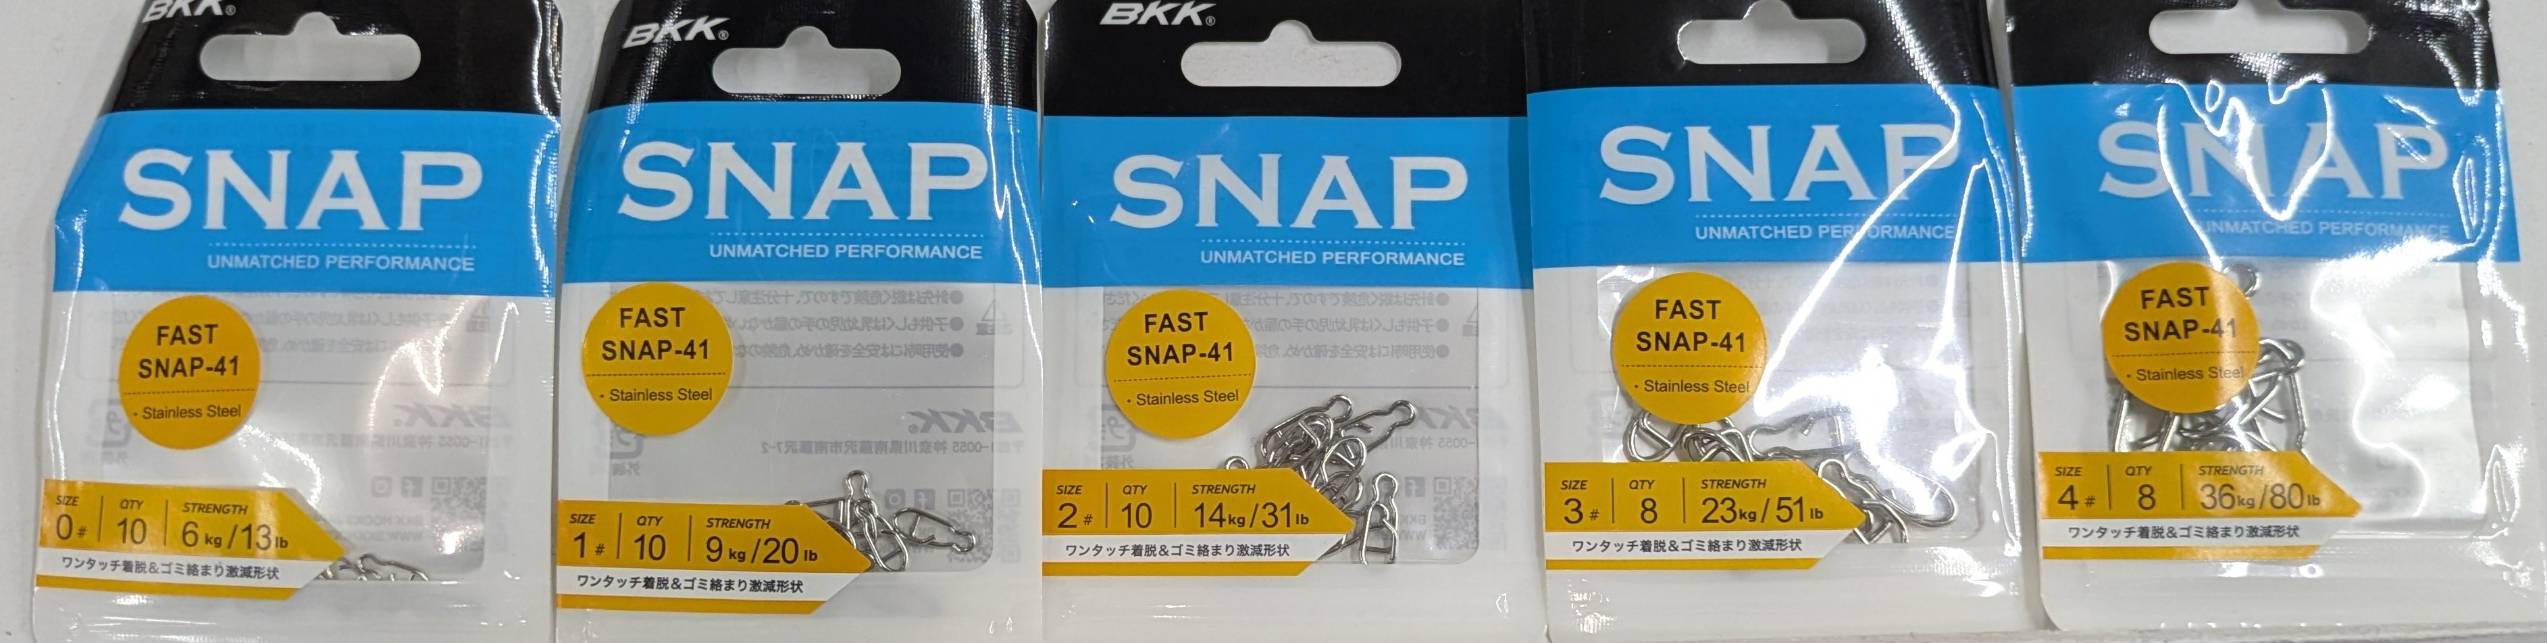 BKK®
SNAP
UNMATCHED PERFORMANCE
FAST
SNAP-41
· Stainless Steel
SIZE QTY STRENGTH
0# 10 6kg/13lb
ワンタッチ着脱&ゴミ絡まり激減形状
BKK®
SNAP
UNMATCHED PERFORMANCE
FAST
SNAP-41
· Stainless Steel
SIZE QTY STRENGTH
1# 10 9kg/20lb
ワンタッチ着脱&ゴミ絡まり激減形状
BKK®
SNAP
UNMATCHED PERFORMANCE
FAST
SNAP-41
· Stainless Steel
SIZE QTY STRENGTH
2# 10 14kg/31lb
ワンタッチ着脱&ゴミ絡まり激減形状
SNAP
UNMATCHED PERFORMANCE
FAST
SNAP-41
· Stainless Steel
SIZE QTY STRENGTH
3# 8 23kg/51lb
ワンタッチ着脱&ゴミ絡まり激減形状
SNAP
UNMATCHED PERFORMANCE
FAST
SNAP-41
· Stainless Steel
SIZE QTY STRENGTH
4# 8 36kg/80lb
ワンタッチ着脱&ゴミ絡まり激減形状